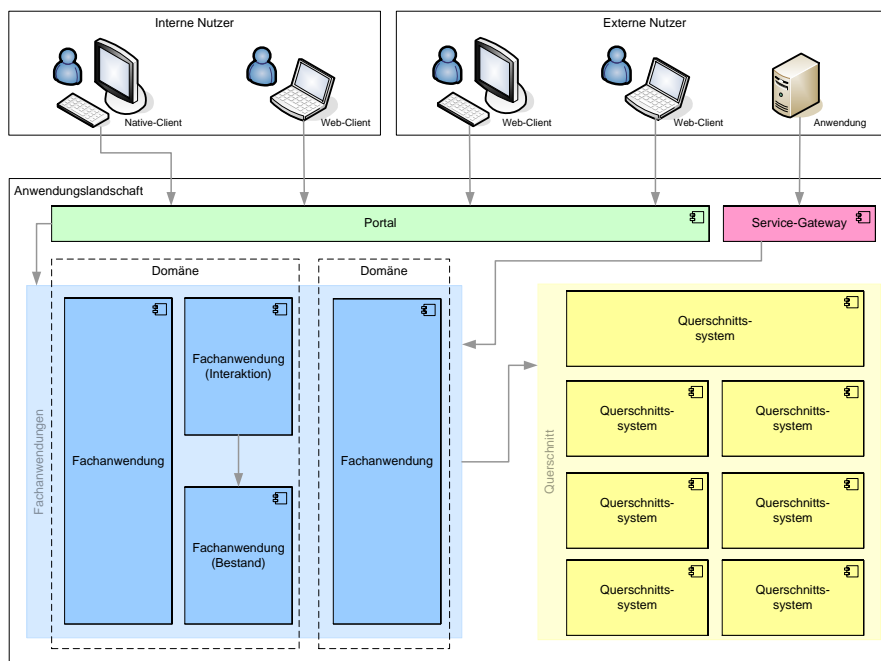 Interne Nutzer
Externe Nutzer
Native-Client
Web-Client
Web-Client
Web-Client
Anwendung
Anwendungslandschaft
Portal
Service-Gateway
Domäne
Domäne
Fachanwendungen
Fachanwendung
Fachanwendung
(Interaktion)
Fachanwendung
(Bestand)
Fachanwendung
Querschnitt
Querschnitts-
system
Querschnitts-
system
Querschnitts-
system
Querschnitts-
system
Querschnitts-
system
Querschnitts-
system
Querschnitts-
system